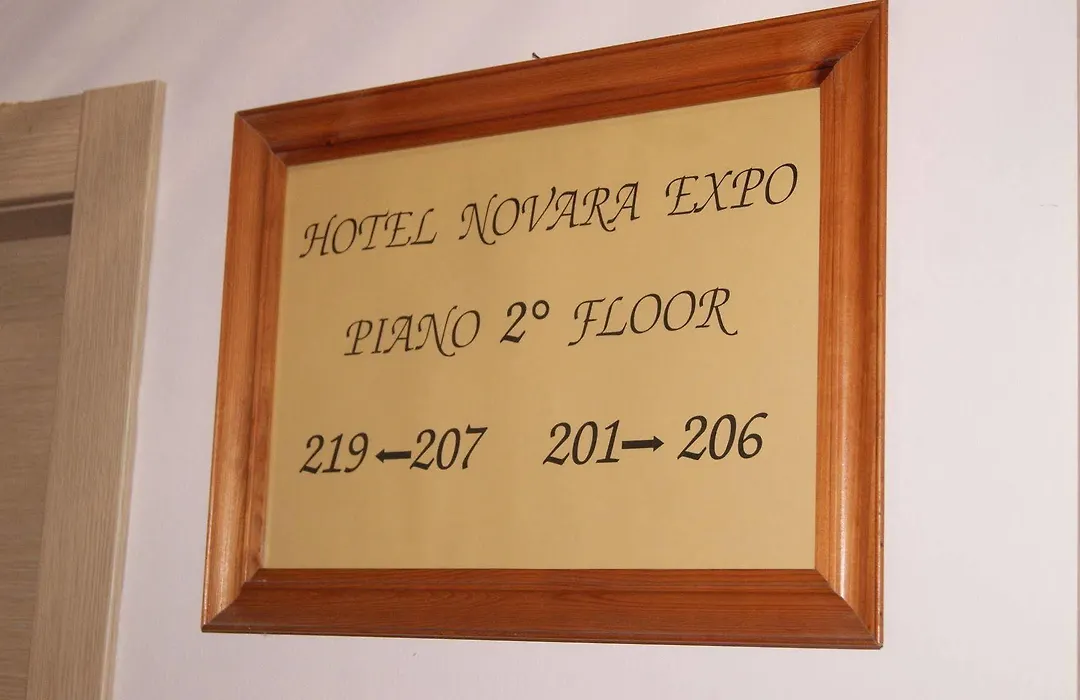 HOTEL NOVARA EXPO
PIANO 2° FLOOR
219 ←207 201→ 206